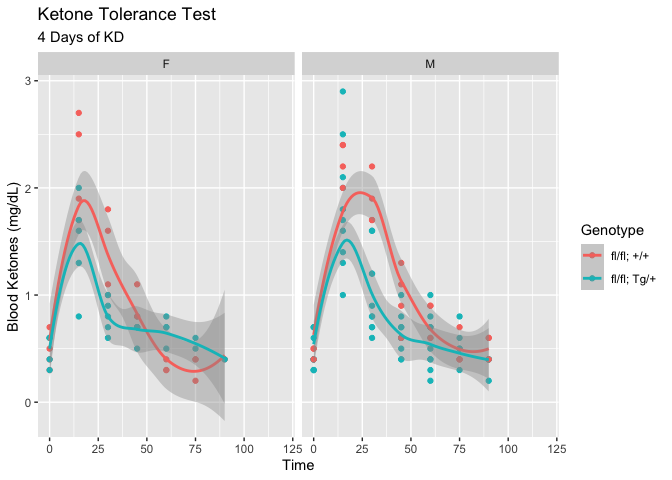 Ketone Tolerance Test
4 Days of KD
F
M
3
2
1
0
Blood Ketones (mg/dL)
0 25 50 75 100 125
0 25 50 75 100 125
Time
Genotype
fl/fl; +/+
fl/fl; Tg/+